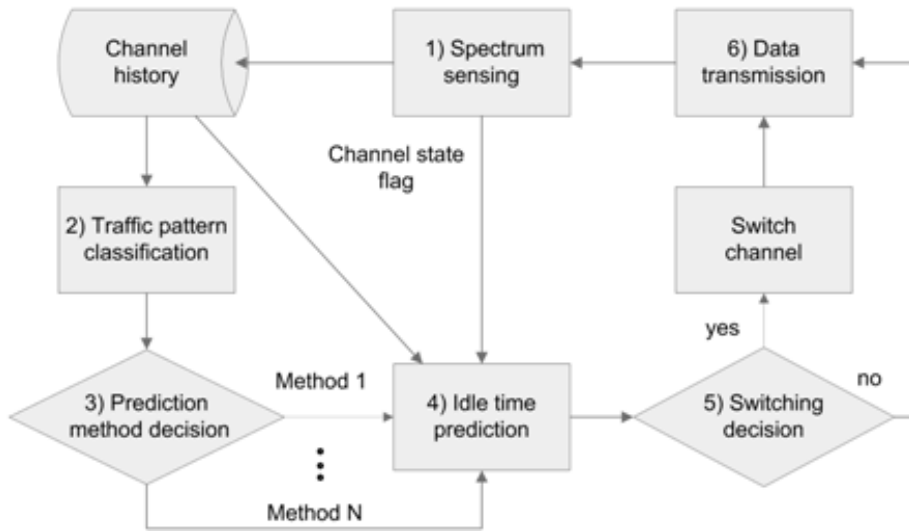 Channel
history
1) Spectrum
sensing
6) Data
transmission
Channel state
flag
2) Traffic pattern
classification
Switch
channel
yes
no
3) Prediction
method decision
Method 1
4) Idle time
prediction
5) Switching
decision
Method N